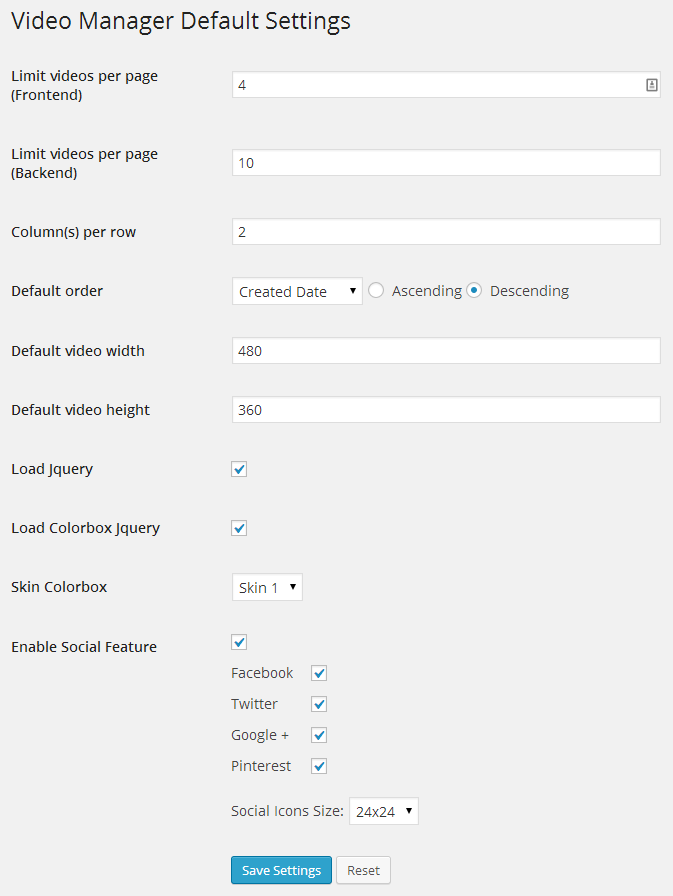 Video Manager Default Settings
Limit videos per page
(Frontend)
4
Limit videos per page
(Backend)
10
Column(s) per row
2
Default order
Created Date
Ascending
Descending
Default video width
480
Default video height
360
Load Jquery
Load Colorbox Jquery
Skin Colorbox
Skin 1
Enable Social Feature
Facebook
Twitter
Google +
Pinterest
Social Icons Size:
24x24
Save Settings
Reset